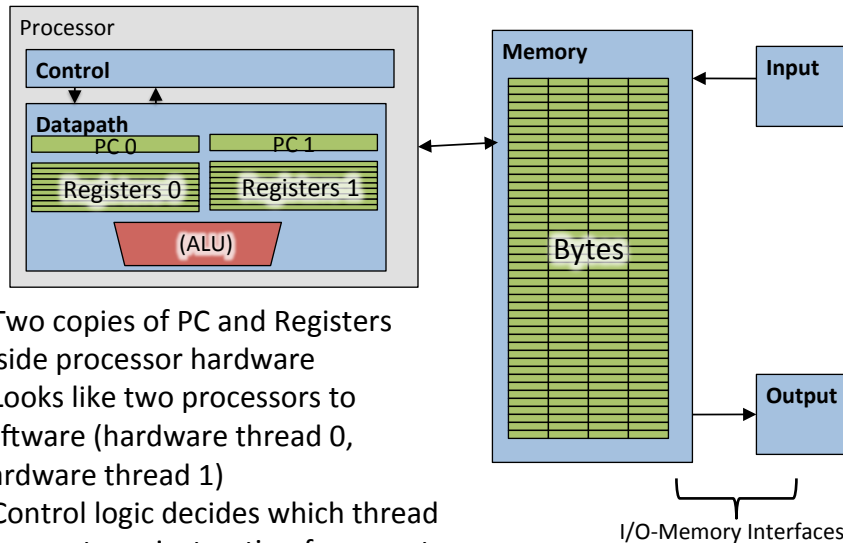 Processor
Control
Datapath
PC 0
PC 1
Registers 0
Registers 1
(ALU)
Memory
Bytes
Input
Output
I/O-Memory Interfaces
Two copies of PC and Registers
side processor hardware
Looks like two processors to
ftware (hardware thread 0,
ardware thread 1)
Control logic decides which thread